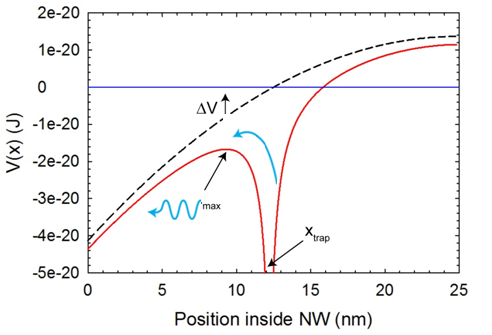 2e-20
1e-20
0
-1e-20
-2e-20
-3e-20
-4e-20
-5e-20
V(x) (J)
ΔV
max
xtrap
0 5 10 15 20 25
Position inside NW (nm)